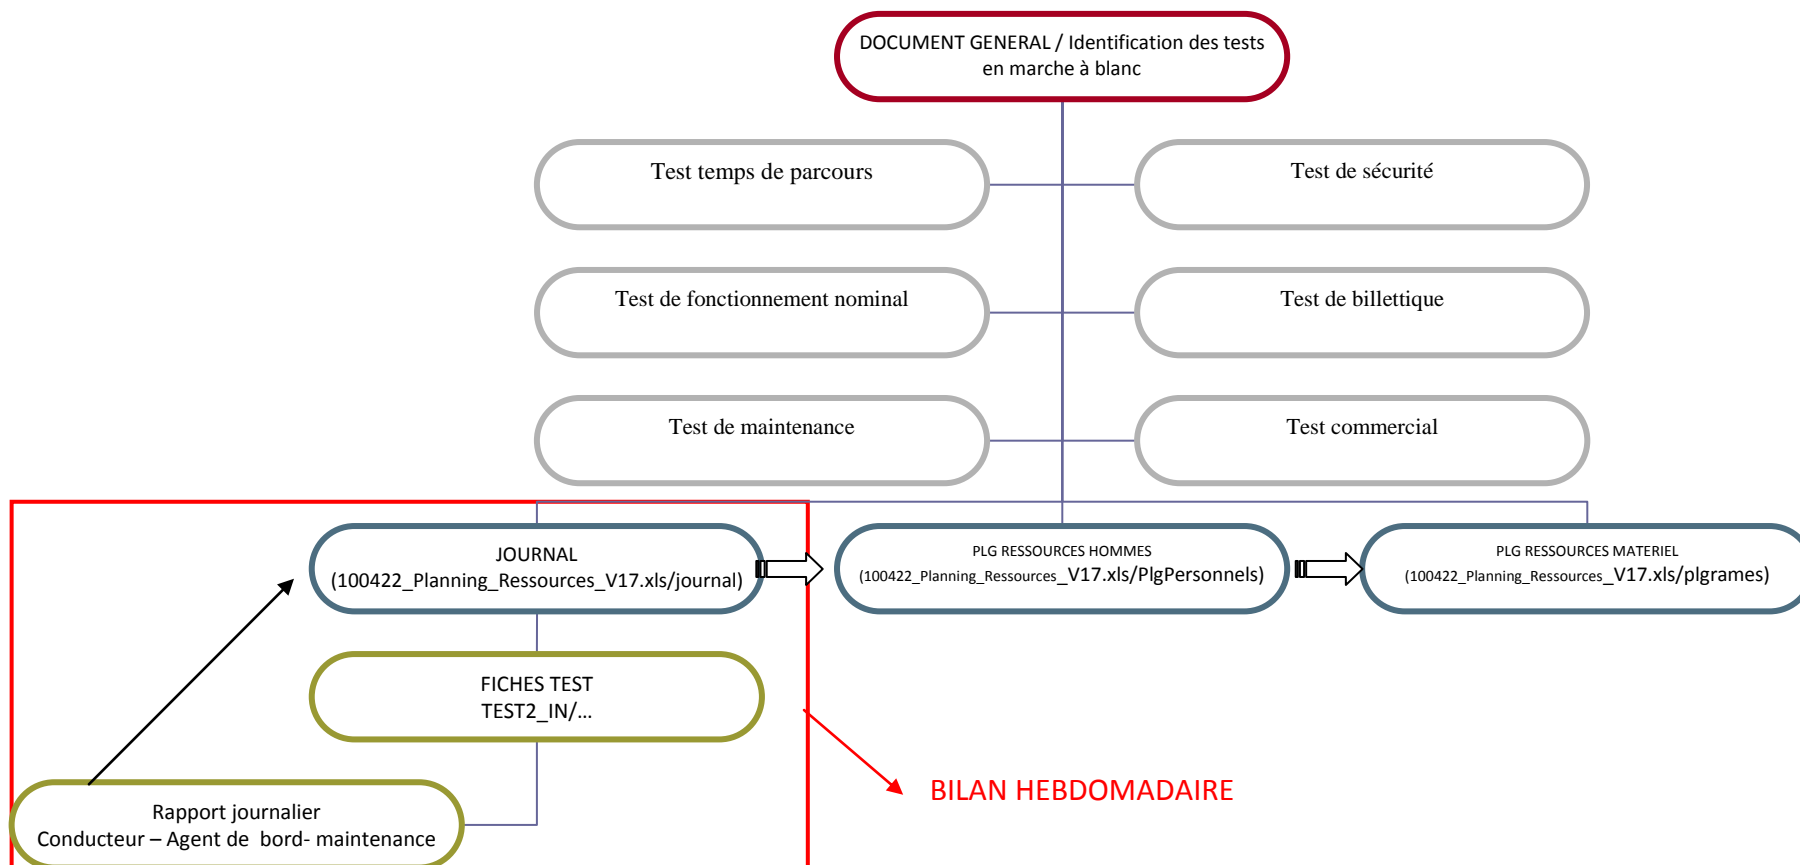 DOCUMENT GENERAL / Identification des tests
en marche à blanc
Test temps de parcours
Test de sécurité
Test de fonctionnement nominal
Test de billettique
Test de maintenance
Test commercial
JOURNAL
(100422_Planning_Ressources_V17.xls/journal)
PLG RESSOURCES HOMMES
(100422_Planning_Ressources_V17.xls/PlgPersonnels)
PLG RESSOURCES MATERIEL
(100422_Planning_Ressources_V17.xls/plgrames)
FICHES TEST
TEST2_IN/...
BILAN HEBDOMADAIRE
Rapport journalier
Conducteur – Agent de  bord- maintenance